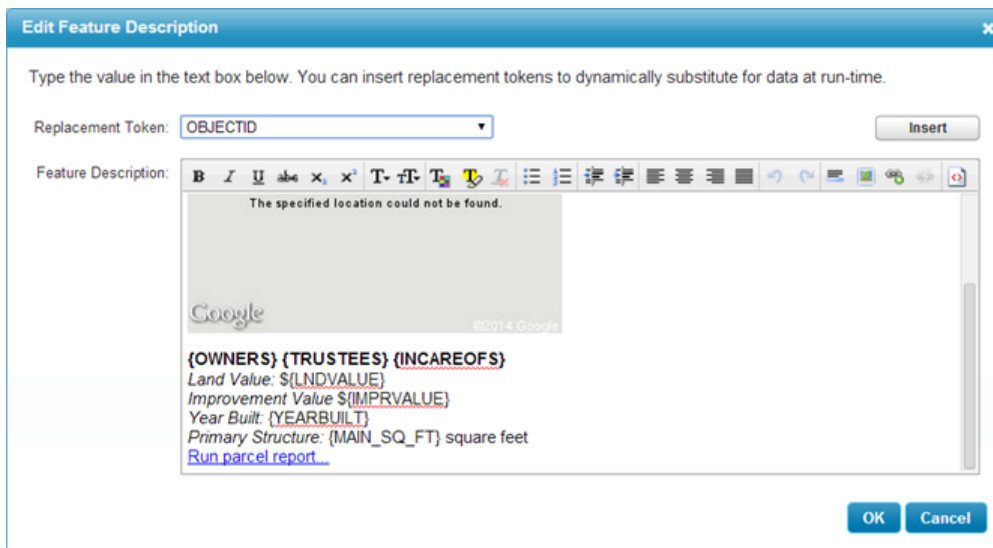 Edit Feature Description
Type the value in the text box below. You can insert replacement tokens to dynamically substitute for data at run-time.
Replacement Token: OBJECTID Insert
Feature Description:
B I U abc x₂ x² T T T T T
The specified location could not be found.
Google
©2014 Google
{OWNERS} {TRUSTEES} {INCAREOFS}
Land Value: ${LNDVALUE}
Improvement Value ${IMPRVALUE}
Year Built: {YEARBUILT}
Primary Structure: {MAIN_SQ_FT} square feet
Run parcel report...
OK Cancel